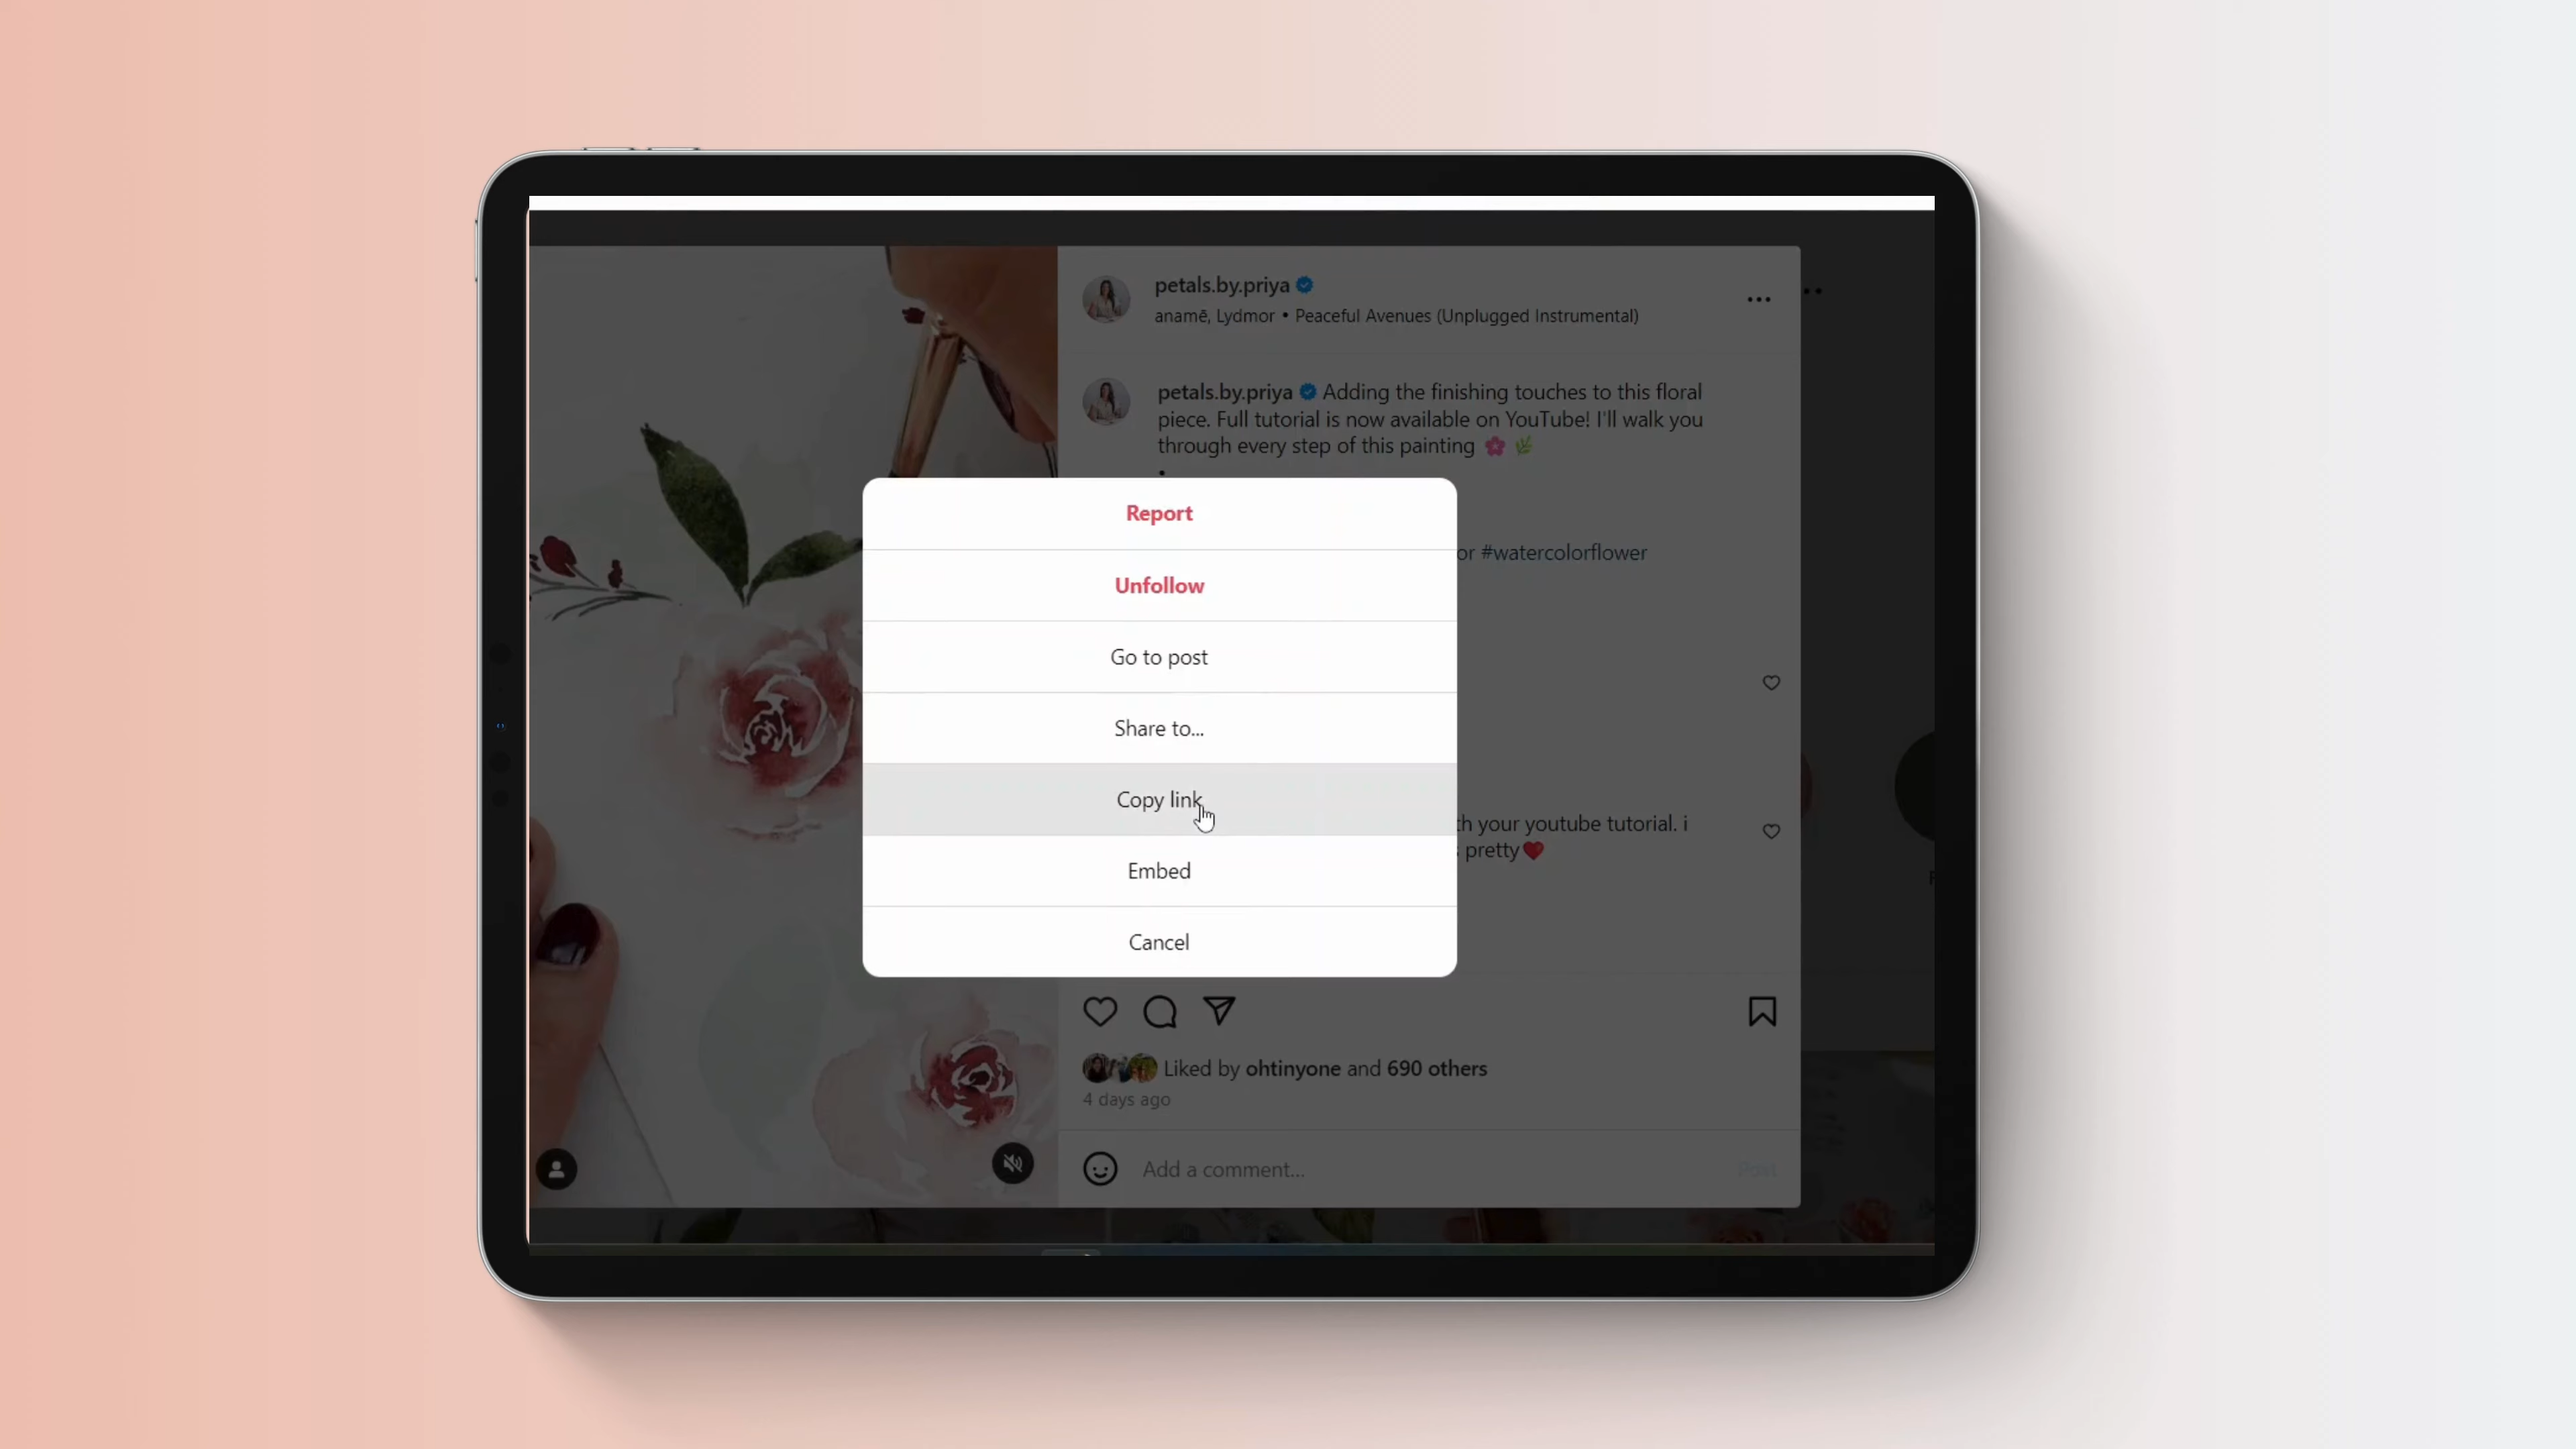 petals.by.priya
anamē, Lydmor • Peaceful Avenues (Unplugged Instrumental)
petals.by.priya Adding the finishing touches to this floral
piece. Full tutorial is now available on YouTube! I'll walk you
through every step of this painting 🌸 🌿
•
Report
or #watercolorflower
Unfollow
Go to post
Share to...
Copy link
th your youtube tutorial. i
pretty❤️
Embed
Cancel
Liked by ohtinyone and 690 others
4 days ago
Add a comment...
Post